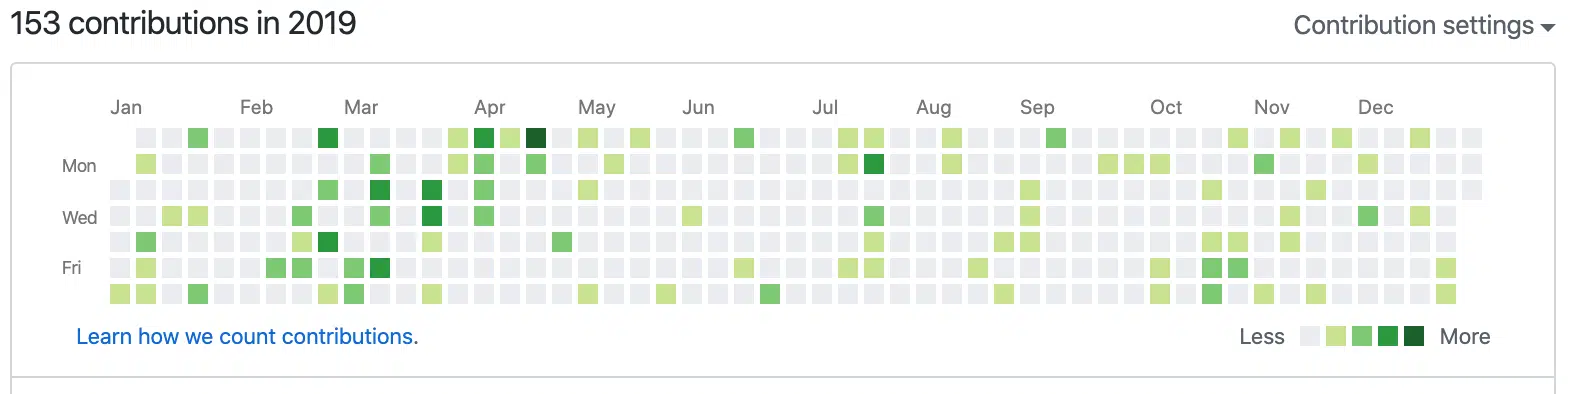 153 contributions in 2019
Contribution settings
Jan Feb Mar Apr May Jun Jul Aug Sep Oct Nov Dec
Mon
Wed
Fri
Learn how we count contributions.
Less More